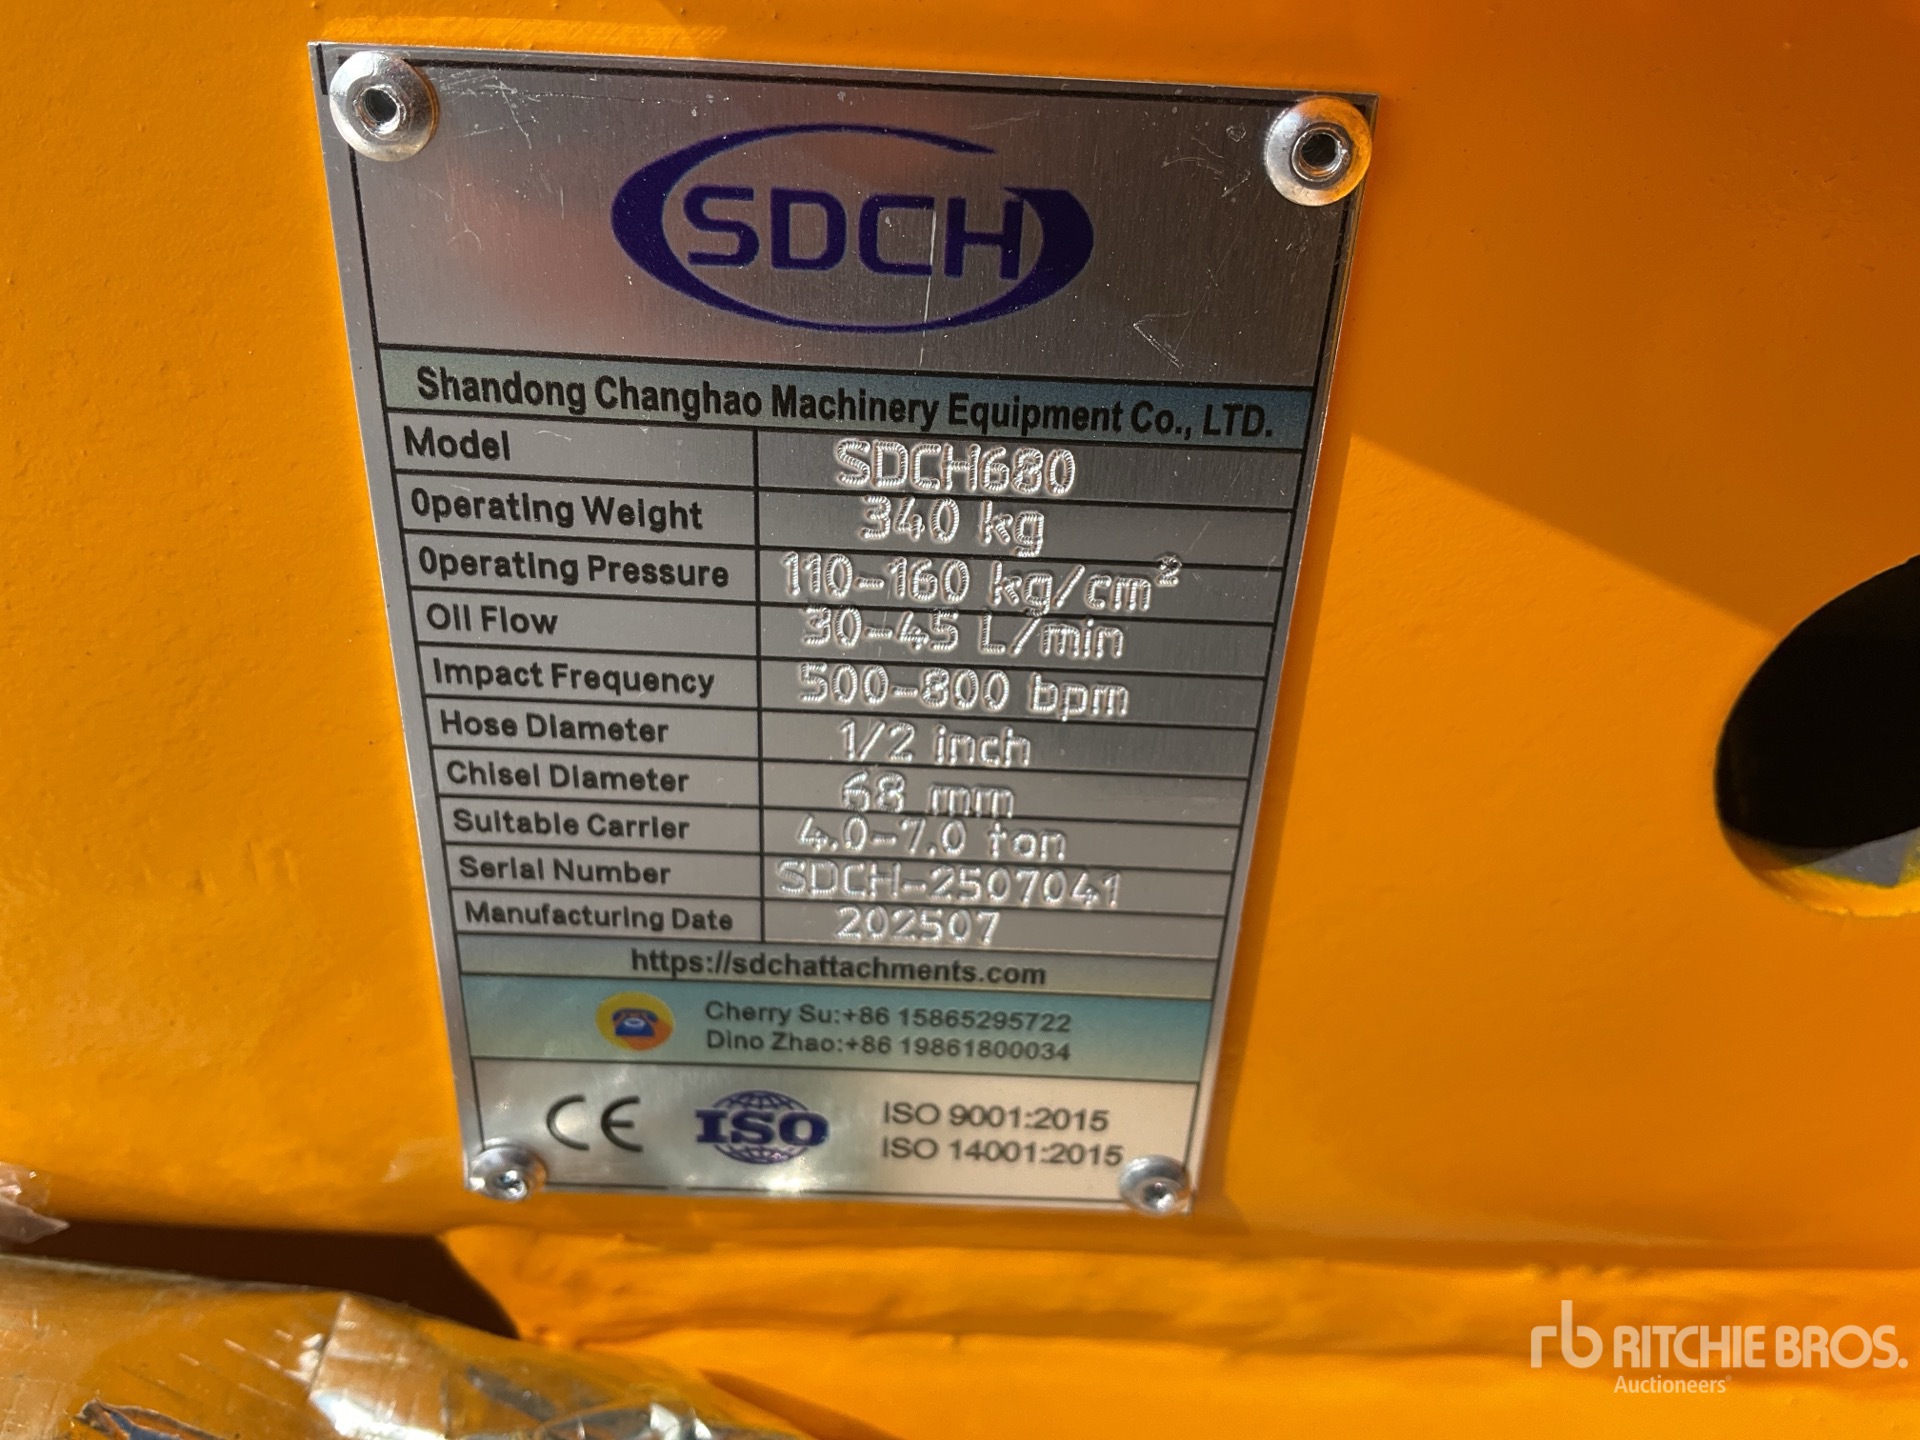 SDCH
Shandong Changhao Machinery Equipment Co., LTD.
Model SDCH680
Operating Weight 340 kg
Operating Pressure 110-160 kg/cm²
Oil Flow 30-45 L/min
Impact Frequency 500-800 bpm
Hose Diameter 1/2 inch
Chisel Diameter 68 mm
Suitable Carrier 4.0-7.0 ton
Serial Number SDCH-2507041
Manufacturing Date 202507
https://sdchattachments.com
Cherry Su:+86 15865295722
Dino Zhao:+86 19861800034
CE ISO ISO 9001:2015
ISO 14001:2015
rb RITCHIE BROS.
Auctioneers